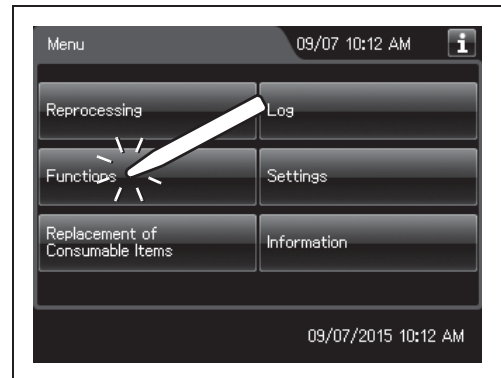 Menu 09/07 10:12 AM i
Reprocessing Log
Functions Settings
Replacement of
Consumable Items
Information
09/07/2015 10:12 AM